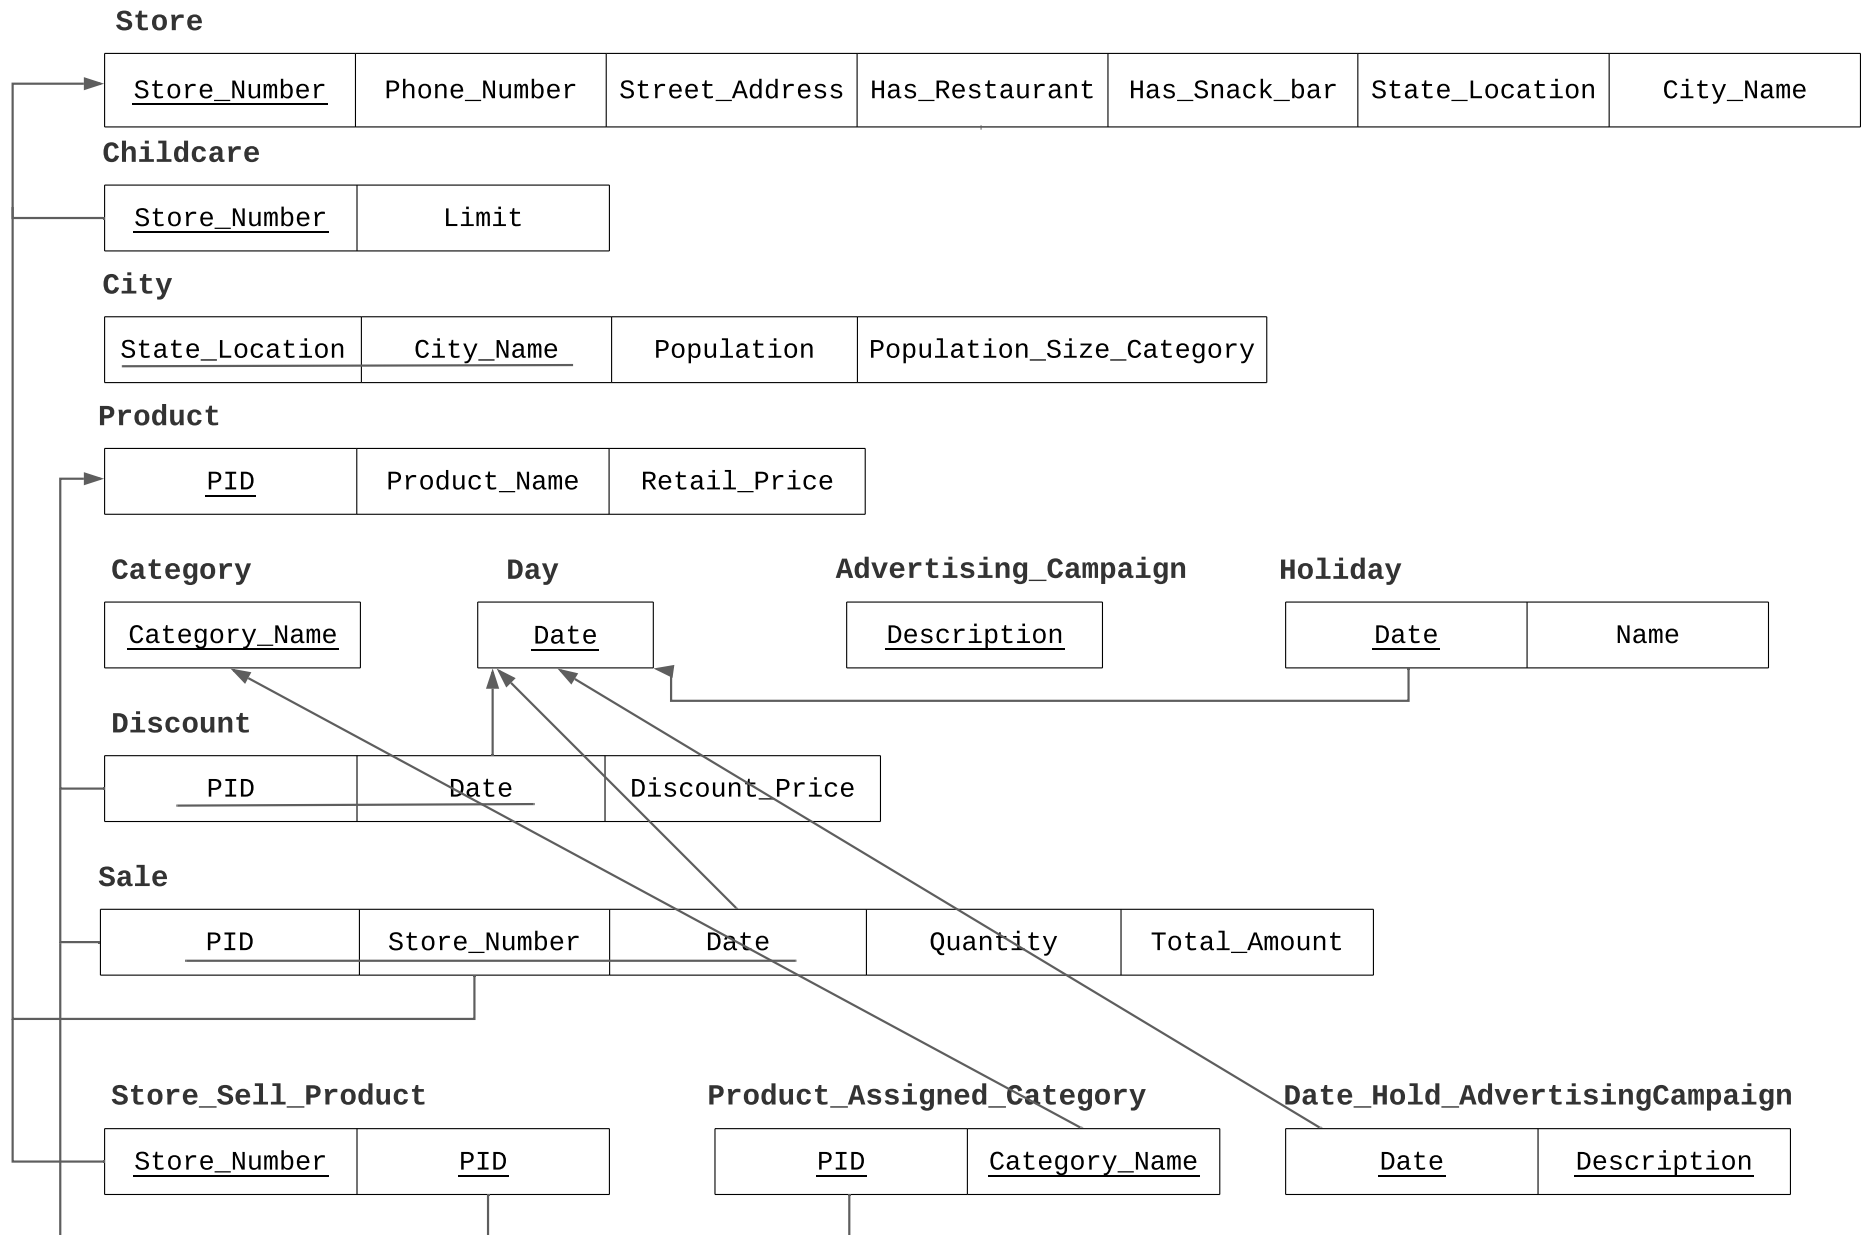 Store
Store_Number Phone_Number Street_Address Has_Restaurant Has_Snack_bar State_Location City_Name
Childcare
Store_Number Limit
City
State_Location City_Name Population Population_Size_Category
Product
PID Product_Name Retail_Price
Category Day Advertising_Campaign Holiday
Category_Name Date Description Date Name
Discount
PID Date Discount_Price
Sale
PID Store_Number Date Quantity Total_Amount
Store_Sell_Product Product_Assigned_Category Date_Hold_AdvertisingCampaign
Store_Number PID PID Category_Name Date Description